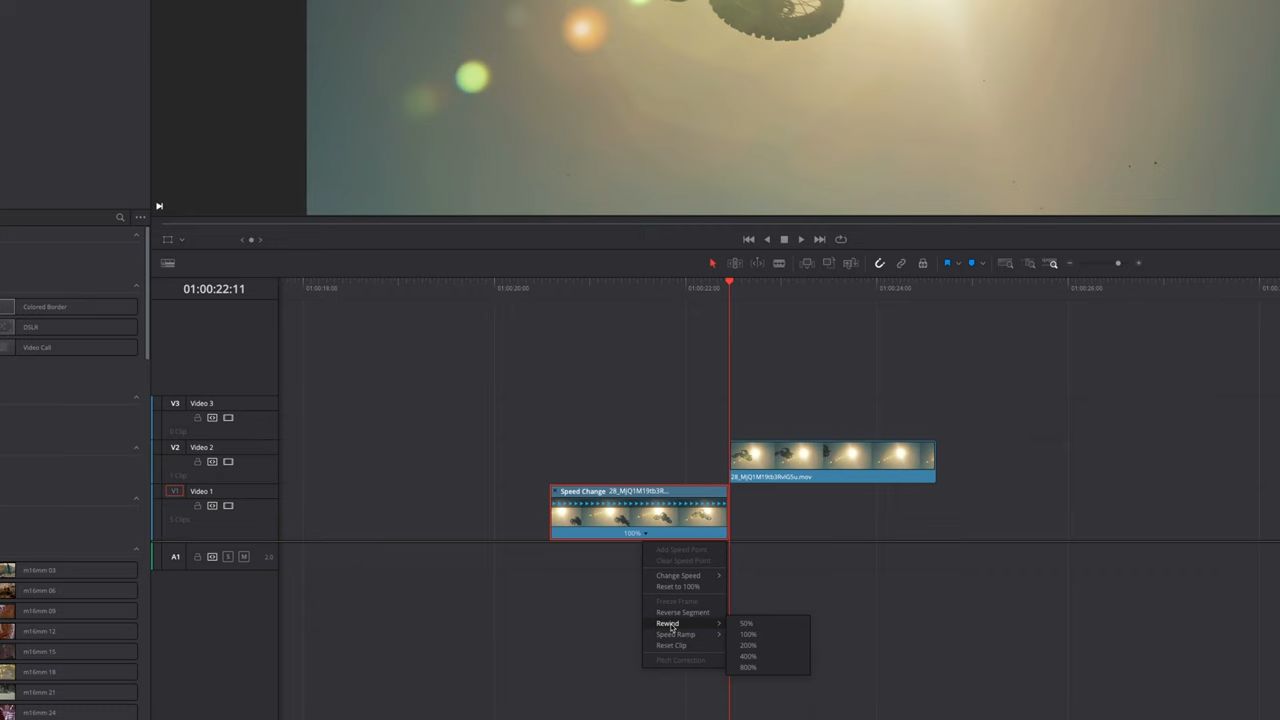 01:00:22:11
01:00:18:00
01:00:20:00
01:00:22:00
01:00:24:00
01:00:26:00
Colored Border
DSLR
Video Call
V3 Video 3
0 Clip
V2 Video 2
1 Clip
28_MjQ1M19tb3RvIG5u.mov
V1 Video 1
5 Clips
Speed Change 28_MjQ1M19tb3R...
100%
A1 S M 2.0
Add Speed Point
Clear Speed Point
Change Speed
Reset to 100%
Freeze Frame
Reverse Segment
Rewind
Speed Ramp
Reset Clip
Pitch Correction
50%
100%
200%
400%
800%
m16mm 03
m16mm 06
m16mm 09
m16mm 12
m16mm 15
m16mm 18
m16mm 21
m16mm 24